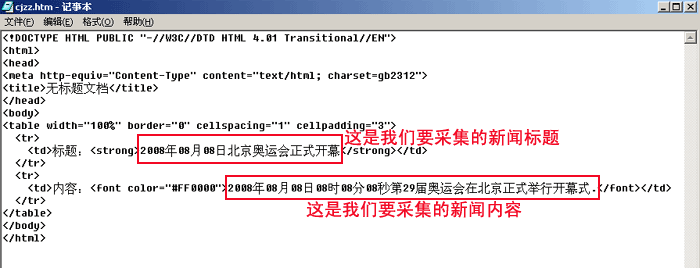 cjzz.htm - 记事本
文件(F) 编辑(E) 格式(O) 帮助(H)
<!DOCTYPE HTML PUBLIC "-//W3C//DTD HTML 4.01 Transitional//EN">
<html>
<head>
<meta http-equiv="Content-Type" content="text/html; charset=gb2312">
<title>无标题文档</title>
</head>
<body>
<table width="100%" border="0" cellspacing="1" cellpadding="3">
这是我们要采集的新闻标题
<tr>
<td>标题：<strong>2008年08月08日北京奥运会正式开幕</strong></td>
</tr>
<tr>
<td>内容：<font color="#FF0000">2008年08月08日08时08分08秒第29届奥运会在北京正式举行开幕式.</font></td>
</tr>
这是我们要采集的新闻内容
</table>
</body>
</html>